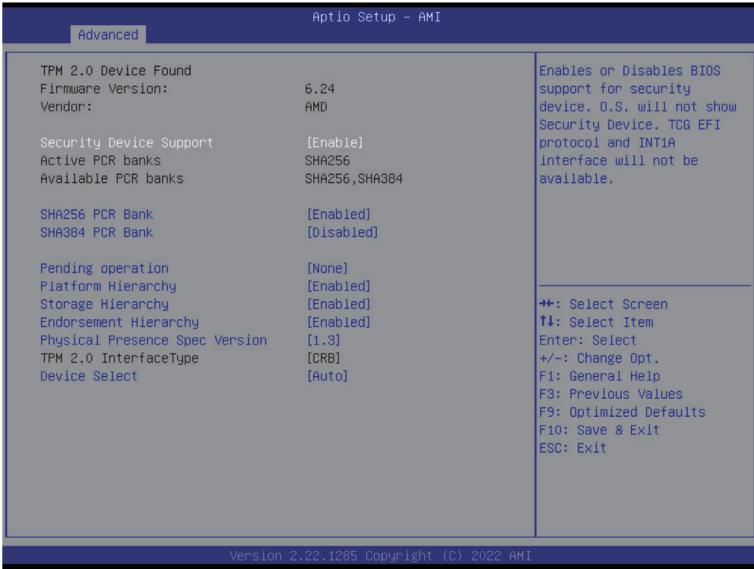 Aptio Setup – AMI
Advanced
TPM 2.0 Device Found
Firmware Version: 6.24
Vendor: AMD
Security Device Support [Enable]
Active PCR banks SHA256
Available PCR banks SHA256,SHA384
SHA256 PCR Bank [Enabled]
SHA384 PCR Bank [Disabled]
Pending operation [None]
Platform Hierarchy [Enabled]
Storage Hierarchy [Enabled]
Endorsement Hierarchy [Enabled]
Physical Presence Spec Version [1.3]
TPM 2.0 InterfaceType [CRB]
Device Select [Auto]
Enables or Disables BIOS
support for security
device. O.S. will not show
Security Device. TCG EFI
protocol and INT1A
interface will not be
available.
→←: Select Screen
↑↓: Select Item
Enter: Select
+/-: Change Opt.
F1: General Help
F3: Previous Values
F9: Optimized Defaults
F10: Save & Exit
ESC: Exit
Version 2.22.1285 Copyright (C) 2022 AMI